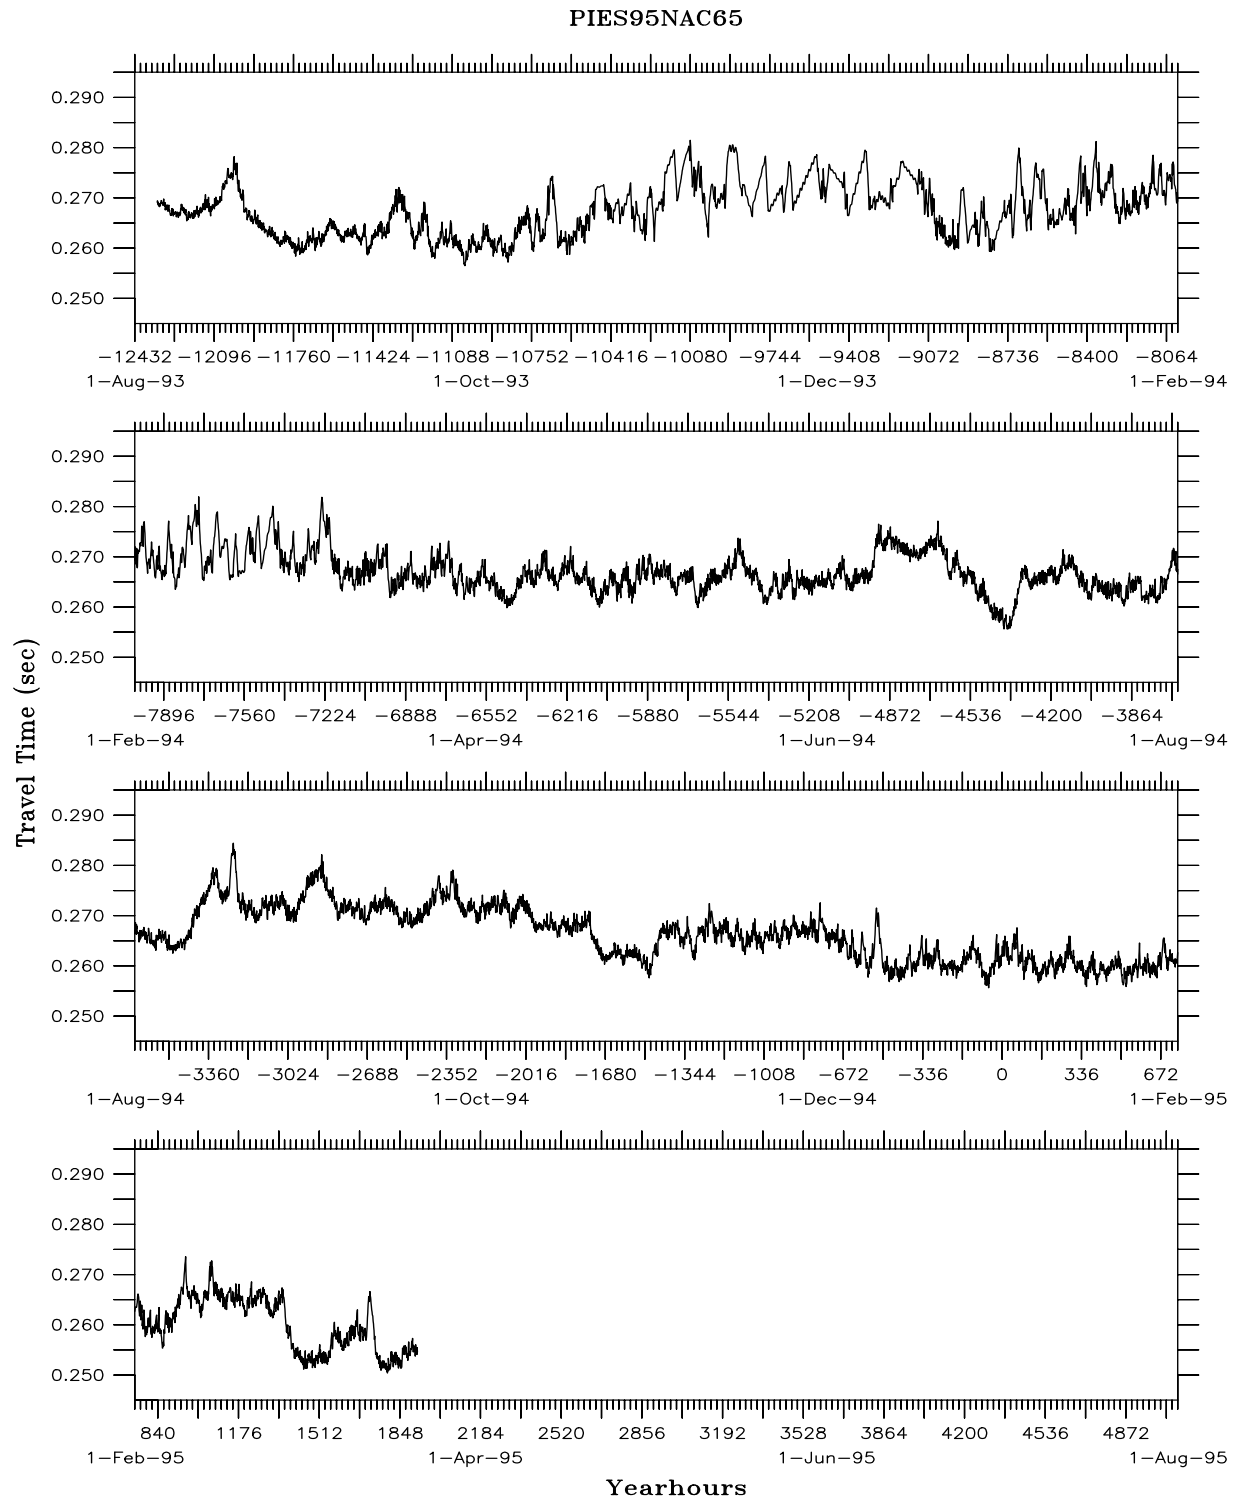 PIES95NAC65
0.290
0.280
0.270
0.260
0.250
−12432 −12096 −11760 −11424 −11088 −10752 −10416 −10080 −9744 −9408 −9072 −8736 −8400 −8064
1−Aug−93 1−Oct−93 1−Dec−93 1−Feb−94
0.290
0.280
0.270
0.260
0.250
−7896 −7560 −7224 −6888 −6552 −6216 −5880 −5544 −5208 −4872 −4536 −4200 −3864
1−Feb−94 1−Apr−94 1−Jun−94 1−Aug−94
Travel Time (sec)
0.290
0.280
0.270
0.260
0.250
−3360 −3024 −2688 −2352 −2016 −1680 −1344 −1008 −672 −336 0 336 672
1−Aug−94 1−Oct−94 1−Dec−94 1−Feb−95
0.290
0.280
0.270
0.260
0.250
840 1176 1512 1848 2184 2520 2856 3192 3528 3864 4200 4536 4872
1−Feb−95 1−Apr−95 1−Jun−95 1−Aug−95
Yearhours